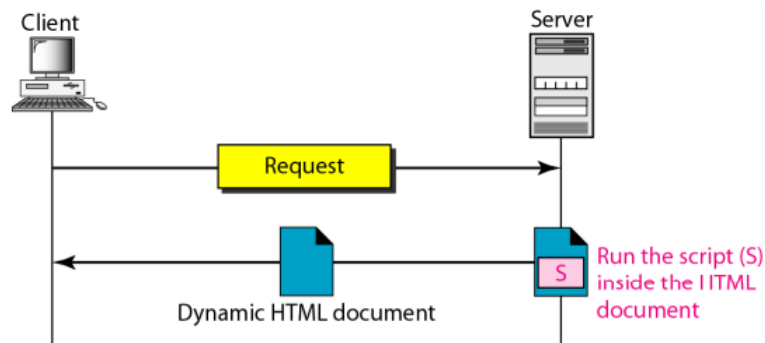 Client
Server
Request
S
Run the script (S)
inside the HTML
document
Dynamic HTML document